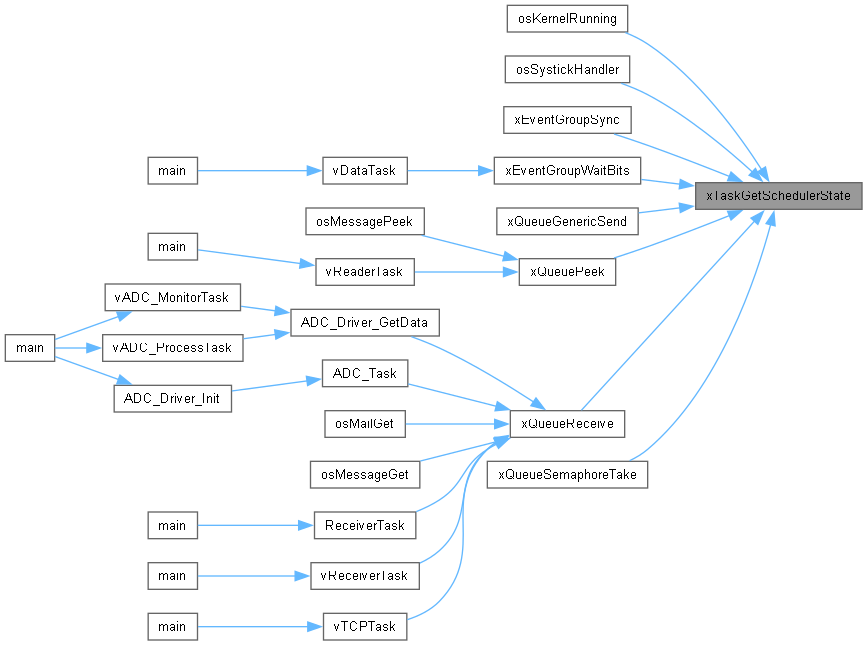 osKernelRunning
osSystickHandler
xEventGroupSync
main
vDataTask
xEventGroupWaitBits
xTaskGetSchedulerState
osMessagePeek
xQueueGenericSend
main
vReaderTask
xQueuePeek
vADC_MonitorTask
ADC_Driver_GetData
main
vADC_ProcessTask
ADC_Task
ADC_Driver_Init
osMailGet
xQueueReceive
osMessageGet
xQueueSemaphoreTake
main
ReceiverTask
main
vReceiverTask
main
vTCPTask